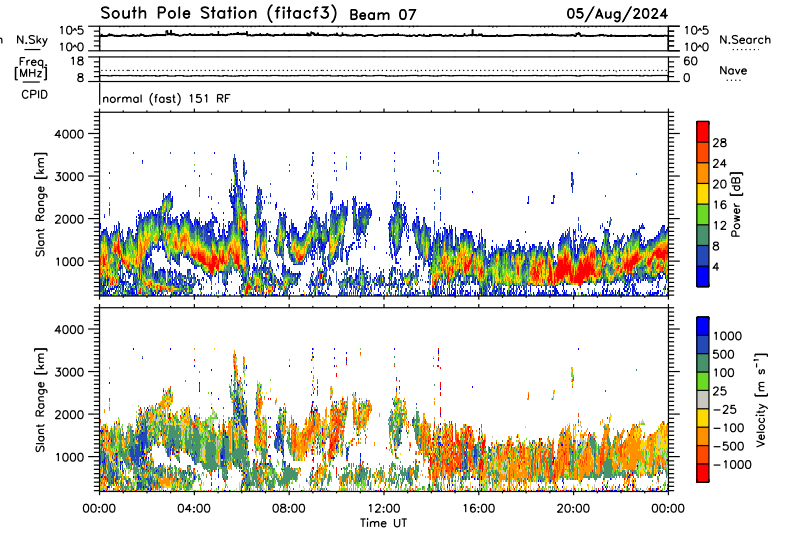 South Pole Station (fitacf3) Beam 07 05/Aug/2024
N.Sky 10^5 10^5 N.Search
10^0 10^0
Freq. 18 60
[MHz] 8 0 Nave
CPID normal (fast) 151 RF
Slant Range [km]
4000
3000
2000
1000
28
24
20
16
12
8
4
Power [dB]
Slant Range [km]
4000
3000
2000
1000
1000
500
100
25
-25
-100
-500
-1000
Velocity [m s⁻¹]
00:00 04:00 08:00 12:00 16:00 20:00 00:00
Time UT